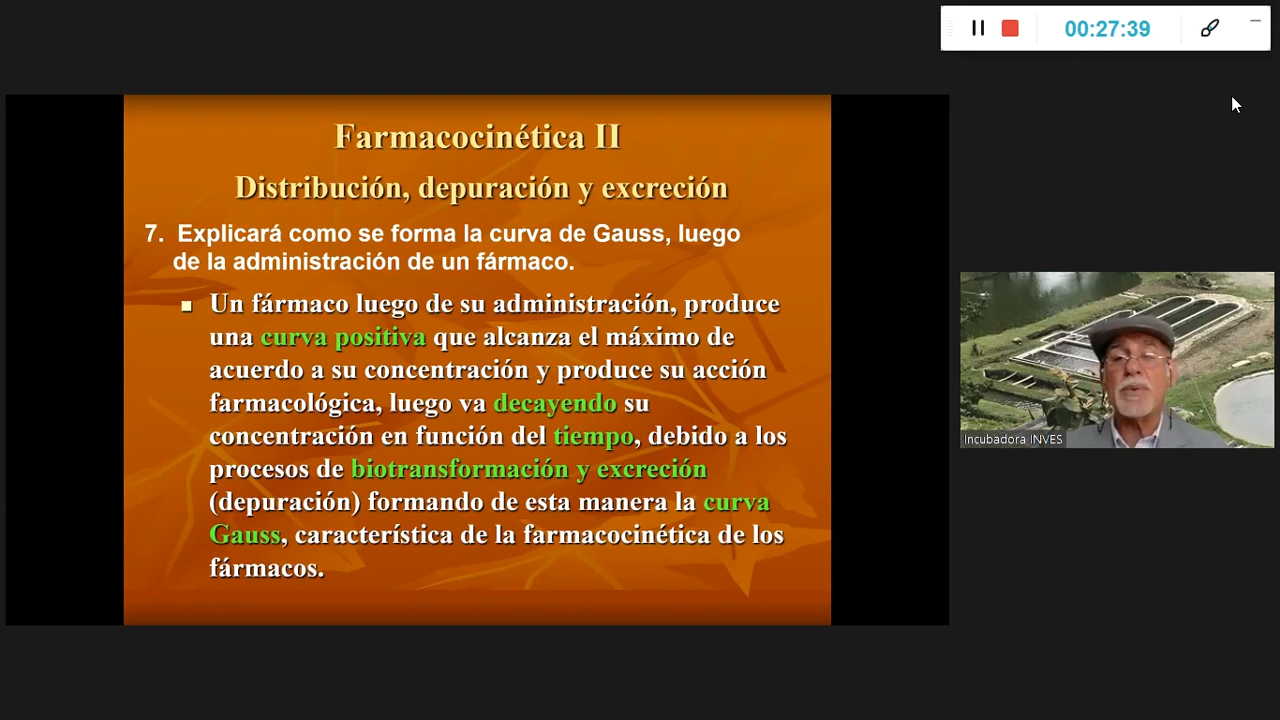 00:27:39
Farmacocinética II
Distribución, depuración y excreción
7. Explicará como se forma la curva de Gauss, luego
de la administración de un fármaco.
Un fármaco luego de su administración, produce
una curva positiva que alcanza el máximo de
acuerdo a su concentración y produce su acción
farmacológica, luego va decayendo su
concentración en función del tiempo, debido a los
procesos de biotransformación y excreción
(depuración) formando de esta manera la curva
Gauss, característica de la farmacocinética de los
fármacos.
Incubadora INVES